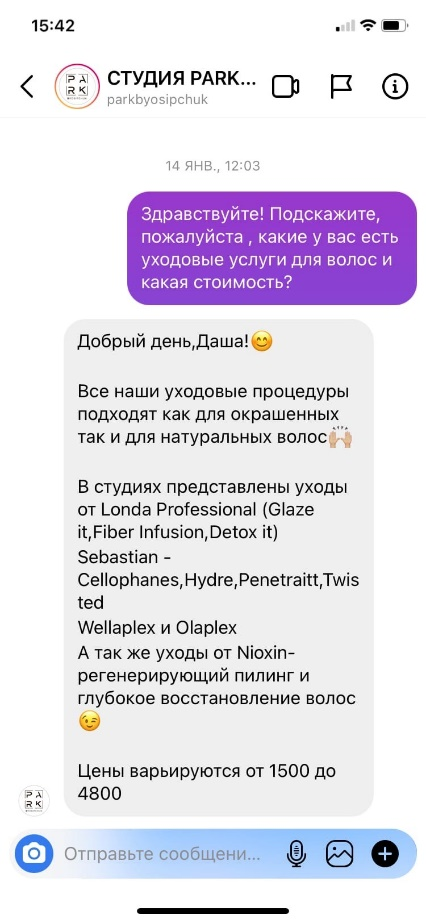 15:42
СТУДИЯ PARK...
parkbyosipchuk
14 ЯНВ., 12:03
Здравствуйте! Подскажите,
пожалуйста , какие у вас есть
уходовые услуги для волос и
какая стоимость?
Добрый день,Даша!😊
Все наши уходовые процедуры
подходят как для окрашенных
так и для натуральных волос🙌🏼
В студиях представлены уходы
от Londa Professional (Glaze
it,Fiber Infusion,Detox it)
Sebastian -
Cellophanes,Hydre,Penetraitt,Twis
ted
Wellaplex и Olaplex
А так же уходы от Nioxin-
регенерирующий пилинг и
глубокое восстановление волос
😉
Цены варьируются от 1500 до
4800
PA
RK
Отправьте сообщени...